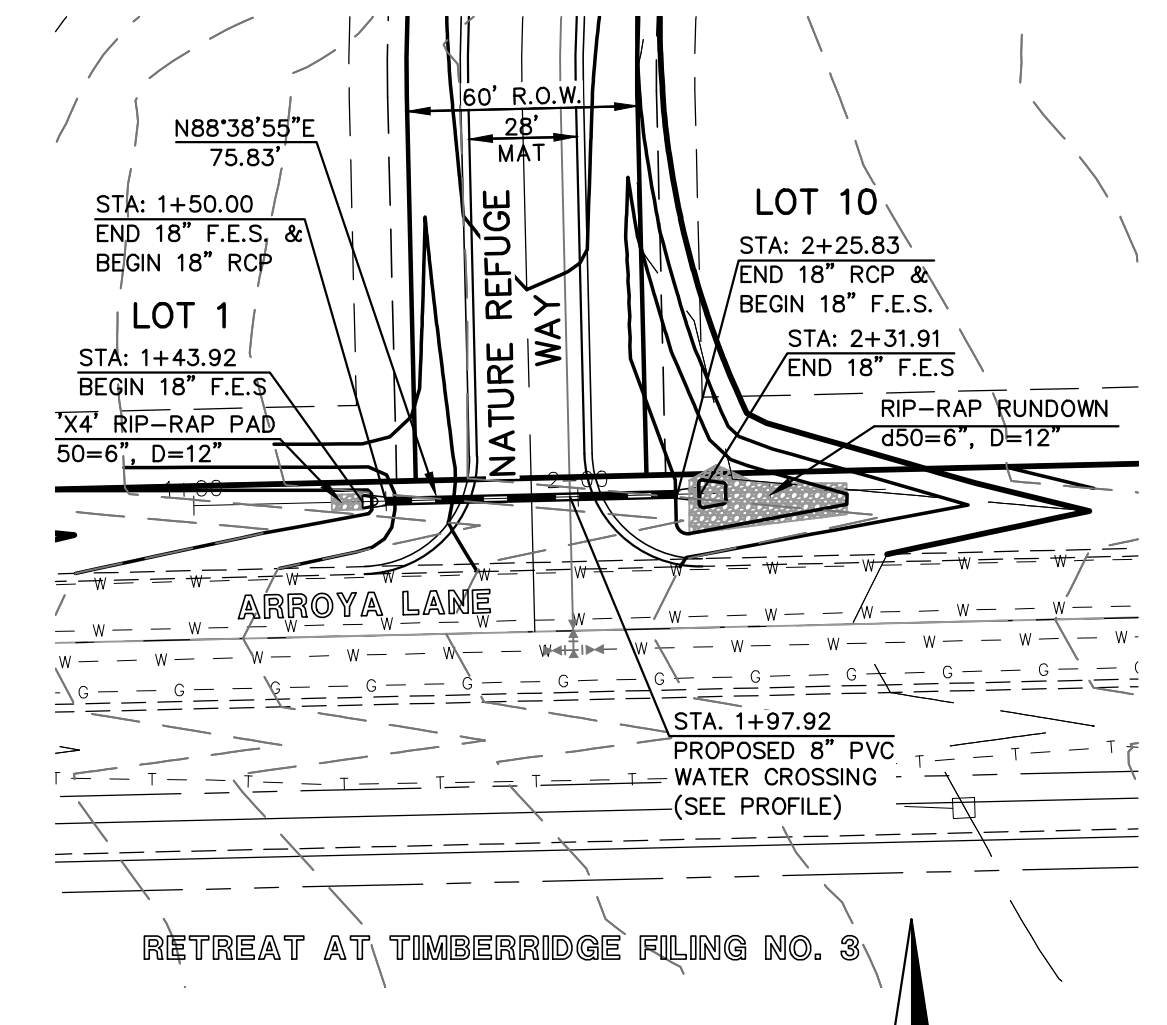 60' R.O.W.
28'
MAT
N88°38'55"E
75.83'
STA: 1+50.00
END 18" F.E.S. &
BEGIN 18" RCP
LOT 1
STA: 1+43.92
BEGIN 18" F.E.S
'X4' RIP-RAP PAD
50=6", D=12"
NATURE REFUGE
WAY
LOT 10
STA: 2+25.83
END 18" RCP &
BEGIN 18" F.E.S.
STA: 2+31.91
END 18" F.E.S
RIP-RAP RUNDOWN
d50=6", D=12"
1+00
2+00
W W W W W W W W W W W
ARROYA LANE
W W W W W W W W W W W
W W W W W W W W W W W
G G G G G G G G G G G
STA. 1+97.92
PROPOSED 8" PVC
WATER CROSSING
(SEE PROFILE)
T T T T T T T T T T
RETREAT AT TIMBERRIDGE FILING NO. 3